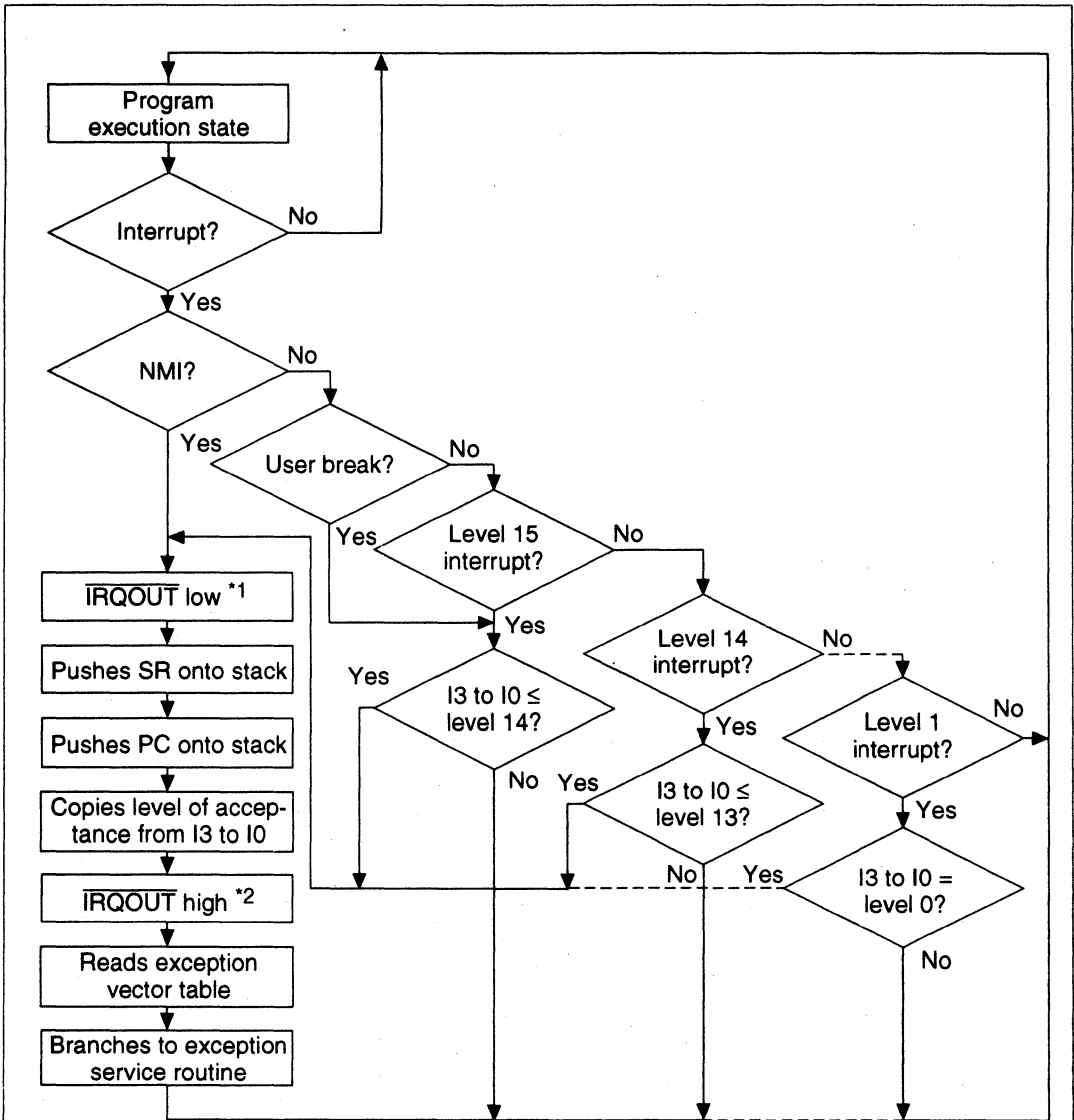 Program
execution state
Interrupt?
No
Yes
NMI?
No
Yes
User break?
No
Yes
Level 15
interrupt?
No
Yes
Level 14
interrupt?
No
Yes
Level 1
interrupt?
No
Yes
I3 to I0 ≤
level 14?
Yes
No
I3 to I0 ≤
level 13?
Yes
No
I3 to I0 =
level 0?
Yes
No
IRQOUT low *1
Pushes SR onto stack
Pushes PC onto stack
Copies level of accep-
tance from I3 to I0
IRQOUT high *2
Reads exception
vector table
Branches to exception
service routine